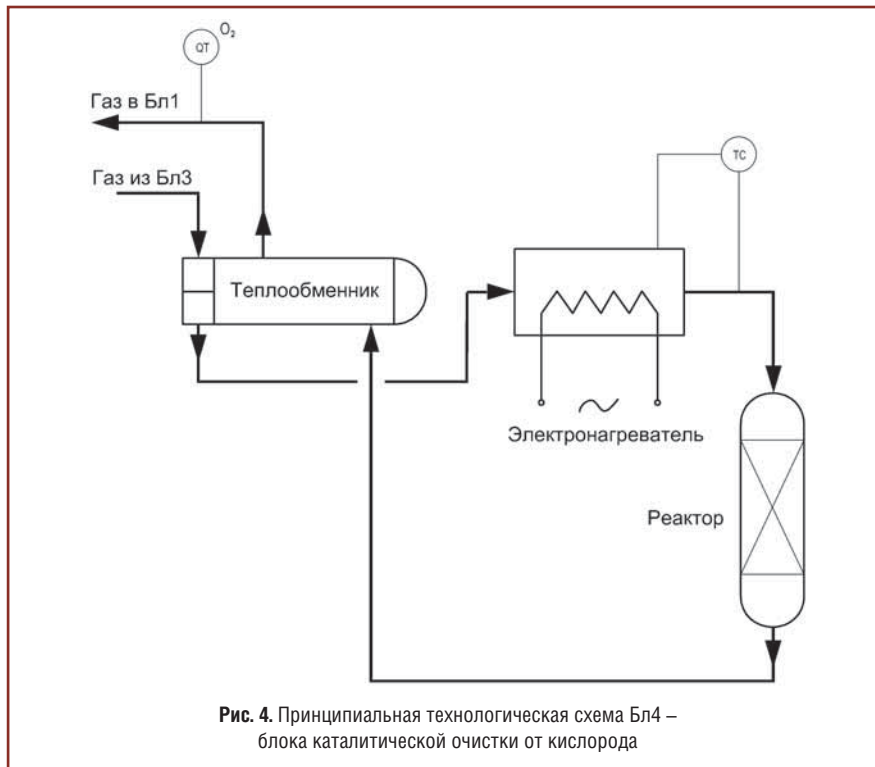 O₂
QT
Газ в Бл1
Газ из Бл3
TC
Теплообменник
Электронагреватель
Реактор
Рис. 4. Принципиальная технологическая схема Бл4 –
блока каталитической очистки от кислорода